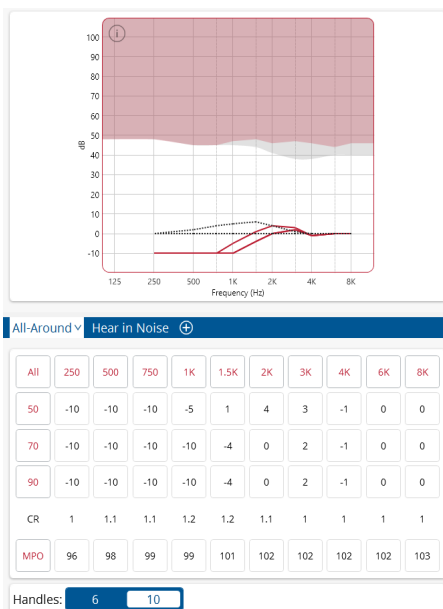 i
100
90
80
70
60
50
40
30
20
10
0
-10
dB
125 250 500 1K 2K 4K 8K
Frequency (Hz)
All-Around Hear in Noise
All 250 500 750 1K 1.5K 2K 3K 4K 6K 8K
50 -10 -10 -10 -5 1 4 3 -1 0 0
70 -10 -10 -10 -10 -4 0 2 -1 0 0
90 -10 -10 -10 -10 -4 0 2 -1 0 0
CR 1 1.1 1.1 1.2 1.2 1.1 1 1 1 1
MPO 96 98 99 99 101 102 102 102 102 103
Handles: 6 10